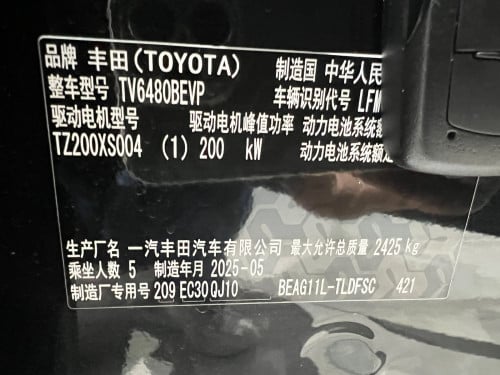 品牌 丰田(TOYOTA) 制造国 中华人民
整车型号 TV6480BEVP 车辆识别代号 LFM
驱动电机型号 驱动电机峰值功率 动力电池系统额
TZ200XS004 (1) 200 kW 动力电池系统额定
生产厂名 一汽丰田汽车有限公司 最大允许总质量 2425 kg
乘坐人数 5 制造年月 2025-05
制造厂专用号 209 EC30 QJ10 BEAG11L-TLDFSC 421